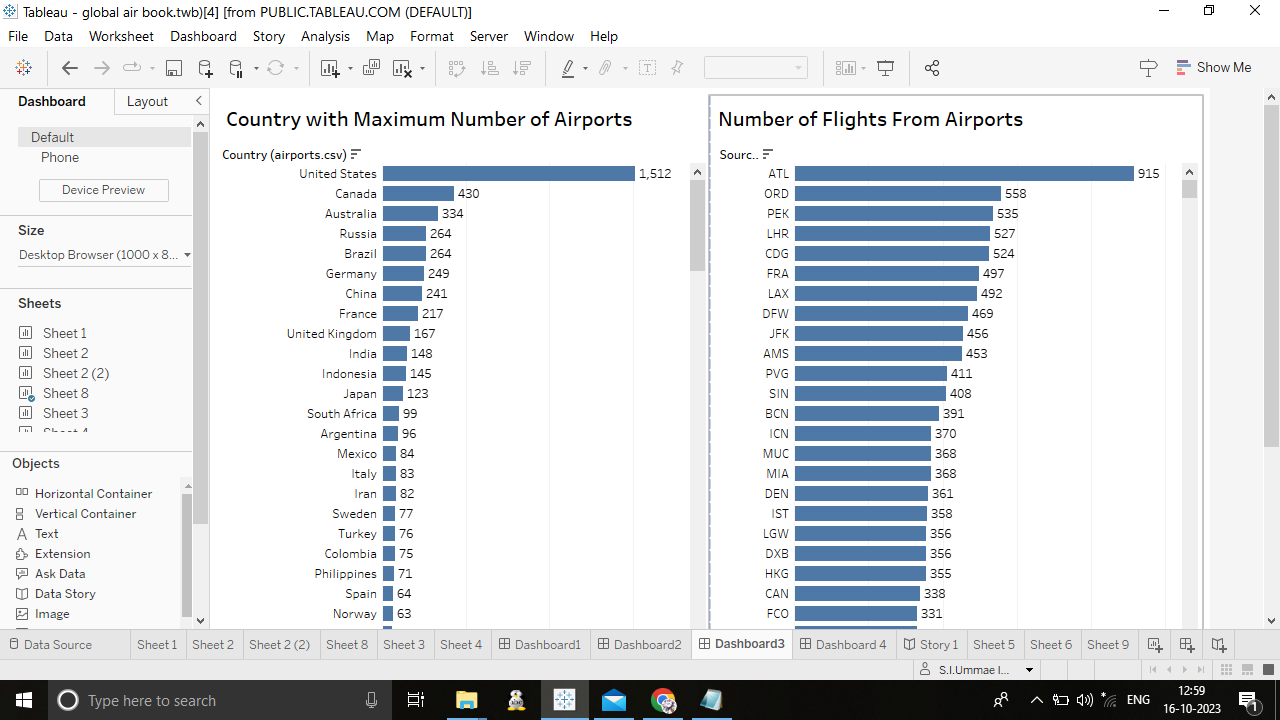 Tableau - global air book.twb)[4] [from PUBLIC.TABLEAU.COM (DEFAULT)]
File Data Worksheet Dashboard Story Analysis Map Format Server Window Help
Show Me
Dashboard Layout
Default
Phone
Device Preview
Size
Desktop Browser (1000 x 8...
Sheets
Sheet 1
Sheet 2
Sheet 2 (2)
Sheet 8
Sheet 3
Sheet 4
Objects
Horizontal Container
Vertical Container
Text
Extension
Ask Data
Data Story
Image
Country with Maximum Number of Airports
Country (airports.csv)
United States 1,512
Canada 430
Australia 334
Russia 264
Brazil 264
Germany 249
China 241
France 217
United Kingdom 167
India 148
Indonesia 145
Japan 123
South Africa 99
Argentina 96
Mexico 84
Italy 83
Iran 82
Sweden 77
Turkey 76
Colombia 75
Philippines 71
Spain 64
Norway 63
Number of Flights From Airports
Sourc..
ATL 915
ORD 558
PEK 535
LHR 527
CDG 524
FRA 497
LAX 492
DFW 469
JFK 456
AMS 453
PVG 411
SIN 408
BCN 391
ICN 370
MUC 368
MIA 368
DEN 361
IST 358
LGW 356
DXB 356
HKG 355
CAN 338
FCO 331
Data Source Sheet 1 Sheet 2 Sheet 2 (2) Sheet 8 Sheet 3 Sheet 4 Dashboard1 Dashboard2 Dashboard3 Dashboard 4 Story 1 Sheet 5 Sheet 6 Sheet 9
S.I.Ummae I...
Type here to search
ENG
12:59
16-10-2023
1